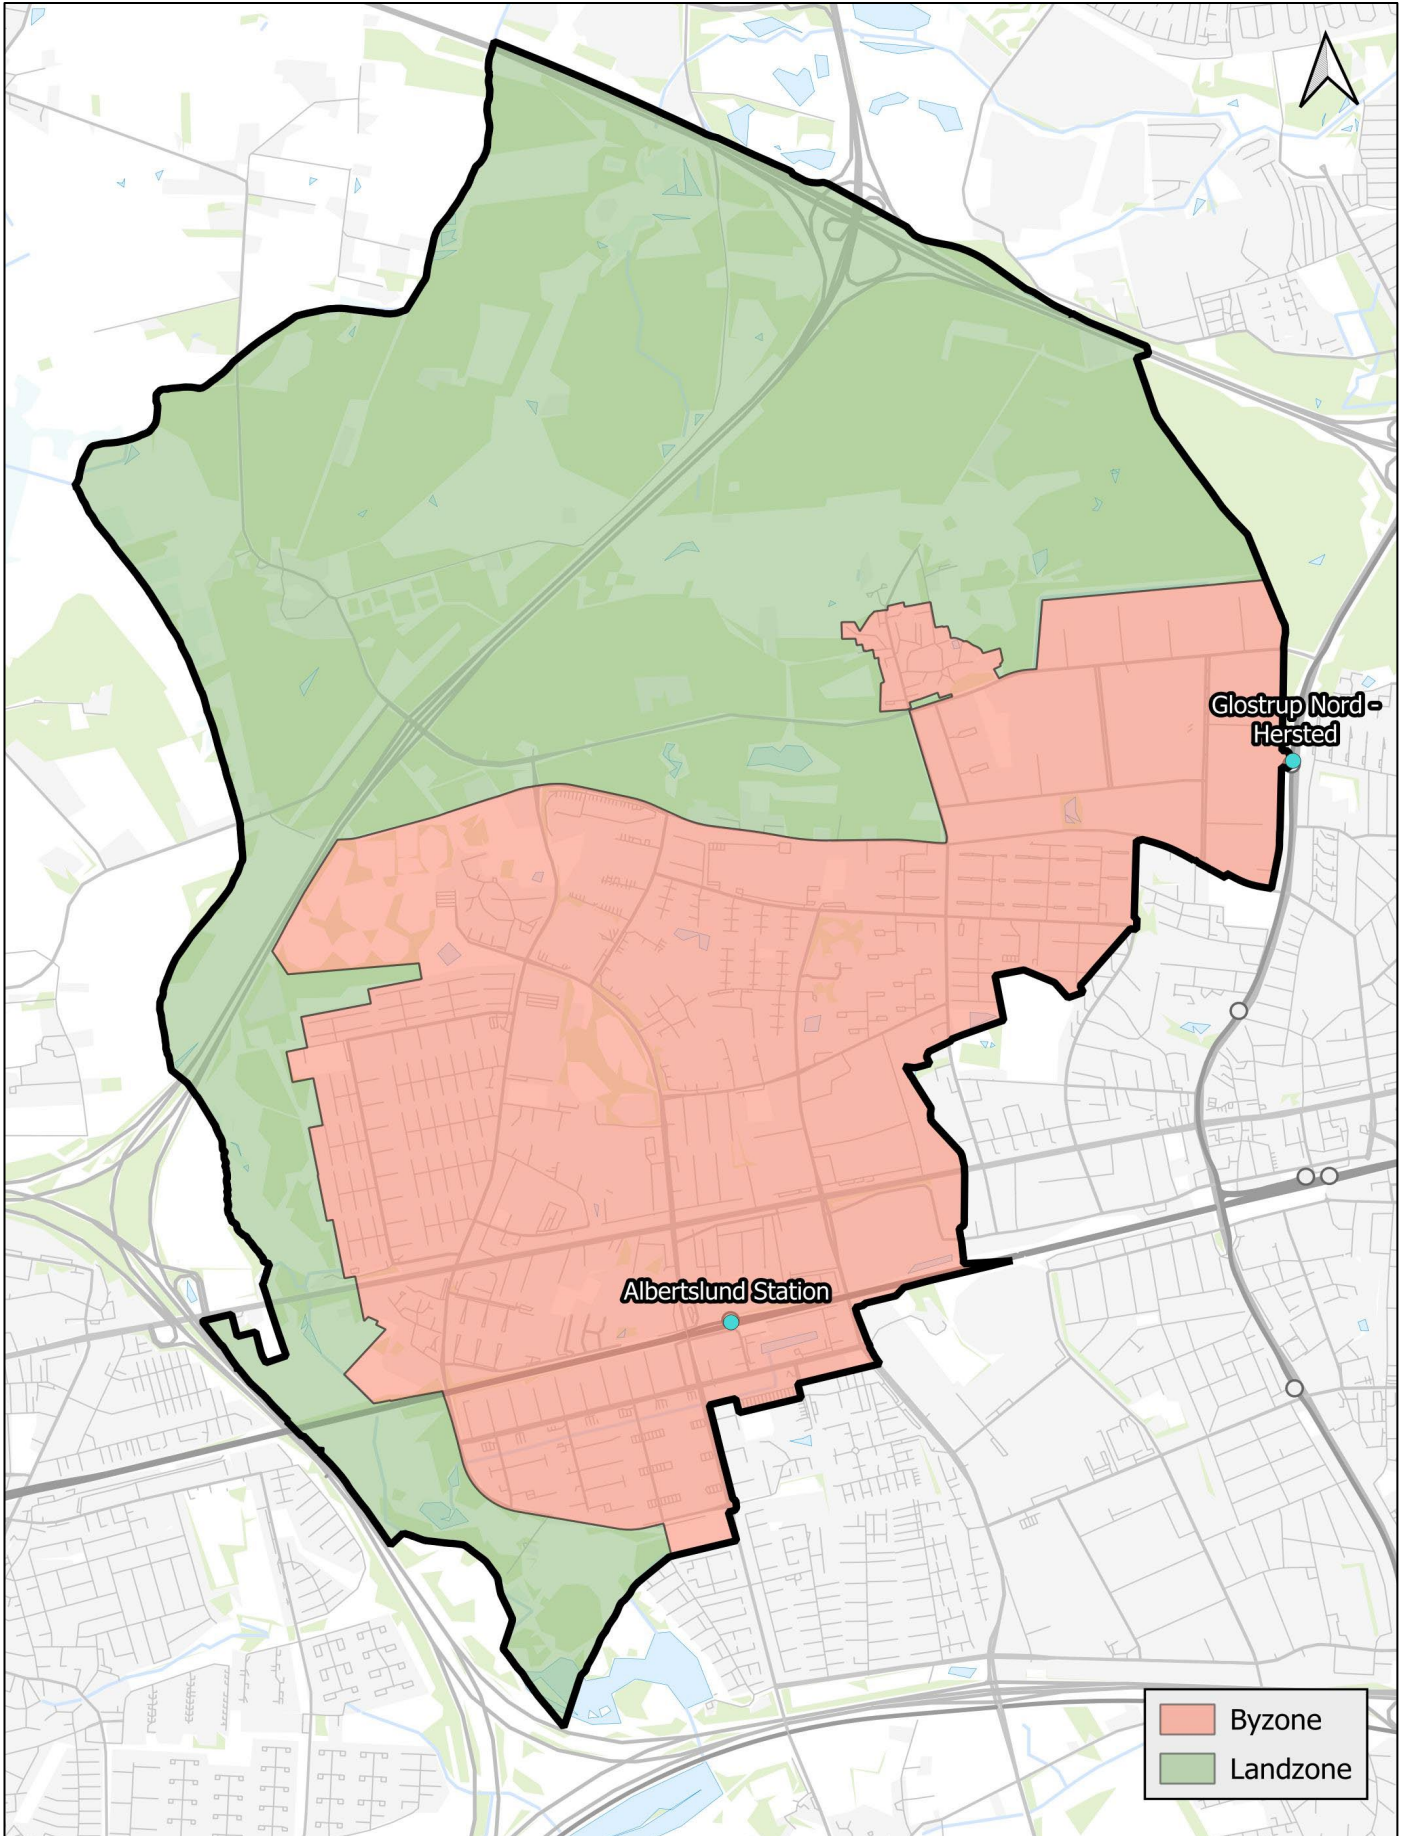 Glostrup Nord -
Hersted
Albertslund Station
Byzone
Landzone